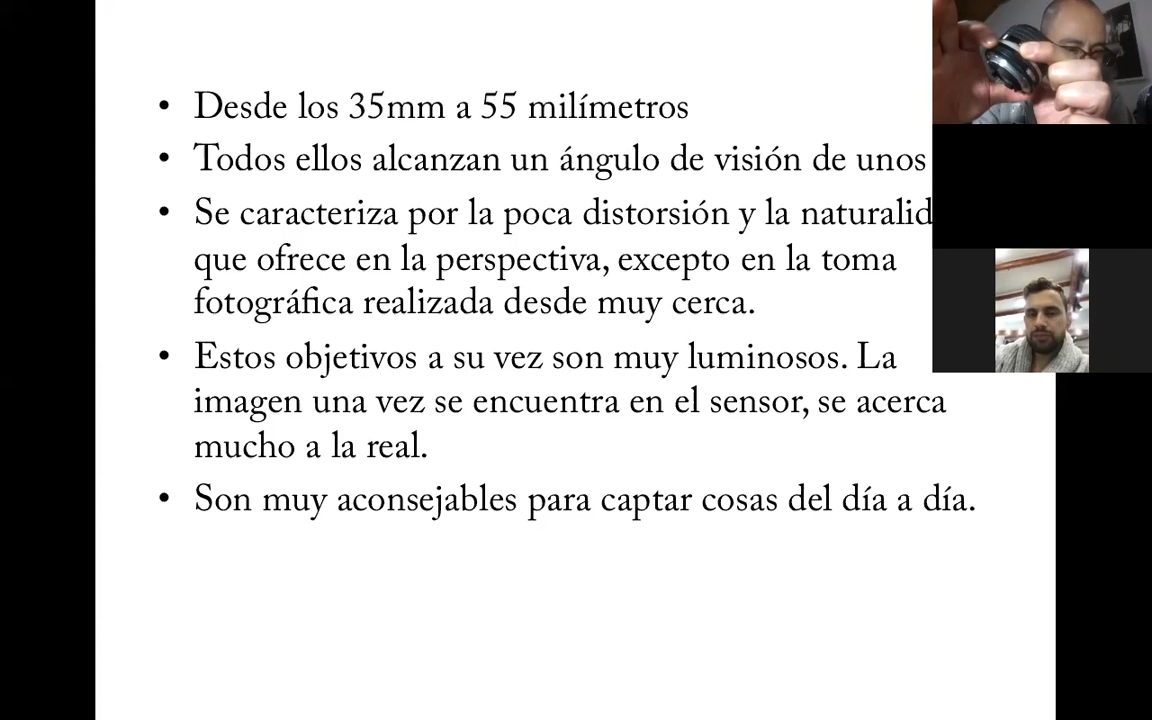 • Desde los 35mm a 55 milímetros
• Todos ellos alcanzan un ángulo de visión de unos
• Se caracteriza por la poca distorsión y la
que ofrece en la perspectiva, excepto en la toma
fotográfica realizada desde muy cerca.
• Estos objetivos a su vez son muy luminosos. La
imagen una vez se encuentra en el sensor, se acerca
mucho a la real.
• Son muy aconsejables para captar cosas del día a día.